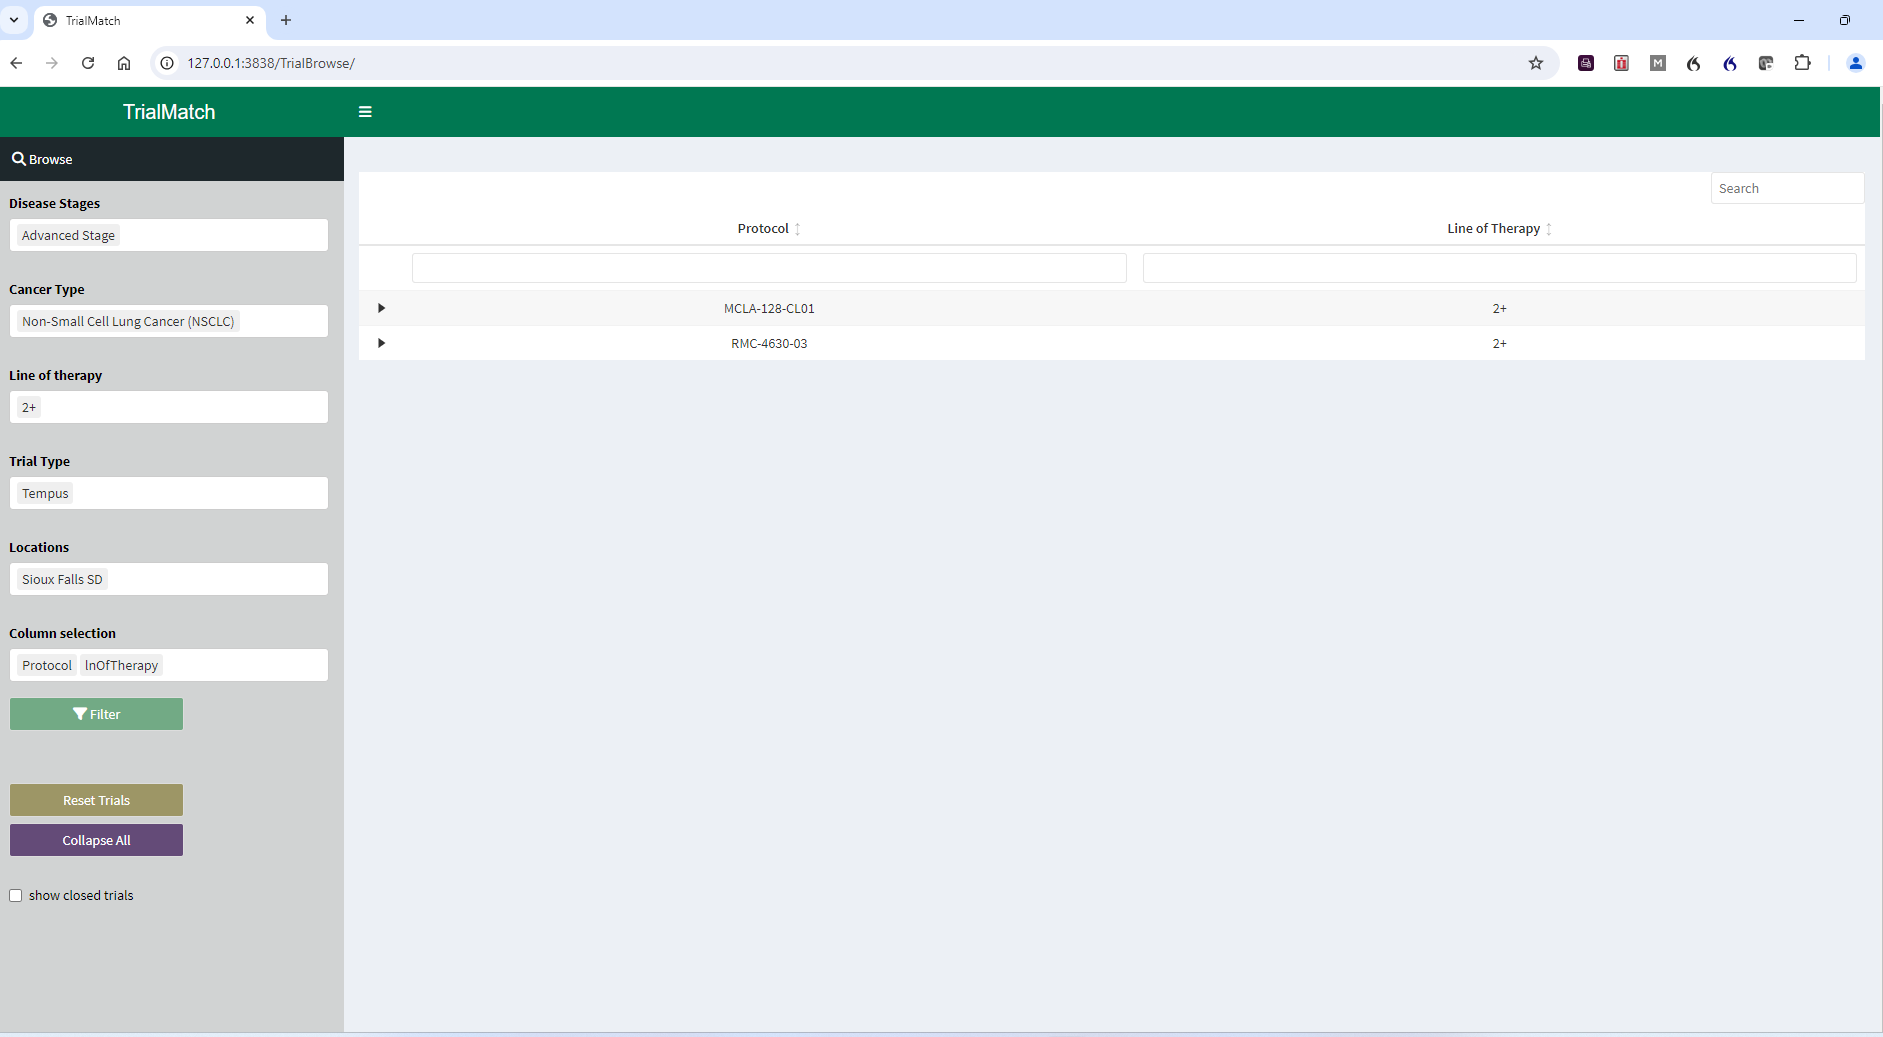 TrialMatch
127.0.0.1:3838/TrialBrowse/
M
TrialMatch
Browse
Disease Stages
Advanced Stage
Cancer Type
Non-Small Cell Lung Cancer (NSCLC)
Line of therapy
2+
Trial Type
Tempus
Locations
Sioux Falls SD
Column selection
Protocol lnOfTherapy
Filter
Reset Trials
Collapse All
show closed trials
Search
Protocol Line of Therapy
MCLA-128-CL01 2+
RMC-4630-03 2+